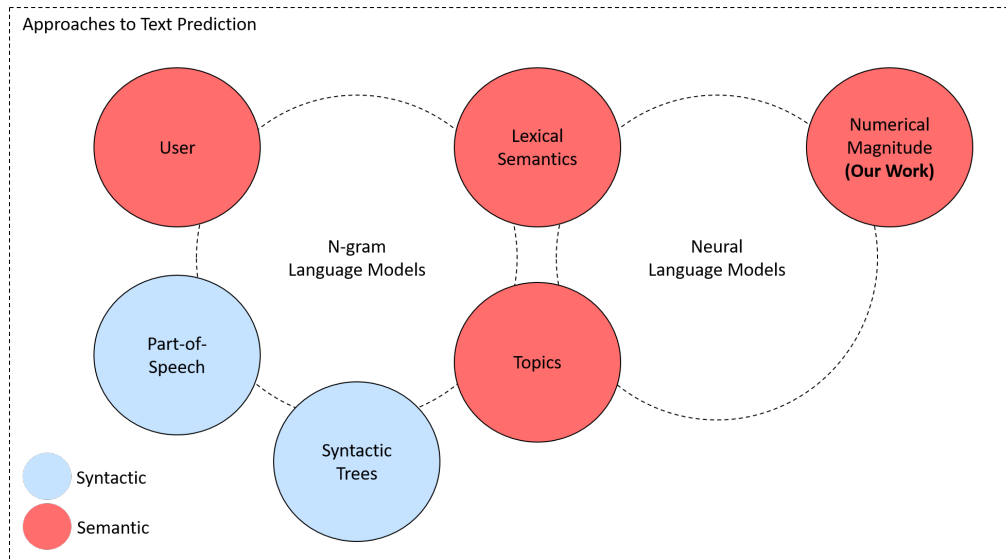 Approaches to Text Prediction
User
Lexical
Semantics
Numerical
Magnitude
(Our Work)
N-gram
Language Models
Neural
Language Models
Part-of-
Speech
Topics
Syntactic
Trees
Syntactic
Semantic